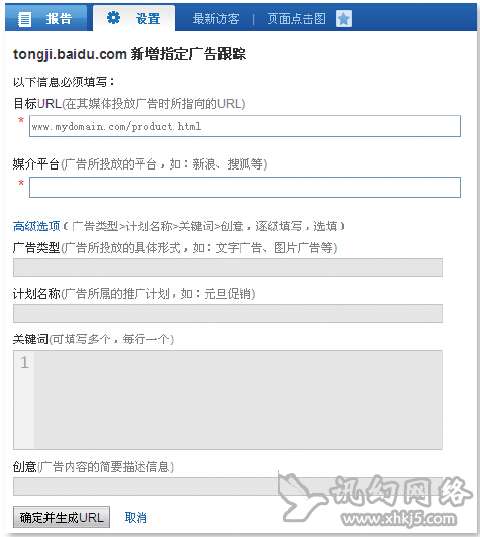 报告 设置 最新访客 | 页面点击图
tongji.baidu.com 新增指定广告跟踪
以下信息必须填写：
目标URL(在其媒体投放广告时所指向的URL)
* www.mydomain.com/product.html
媒介平台(广告所投放的平台，如：新浪、搜狐等)
*
高级选项（广告类型>计划名称>关键词>创意，逐级填写，选填）
广告类型(广告所投放的具体形式，如：文字广告、图片广告等)
计划名称(广告所属的推广计划，如：元旦促销)
关键词(可填写多个，每行一个)
1
创意(广告内容的简要描述信息)
确定并生成URL 取消
讯幻网络
www.xhkj5.com